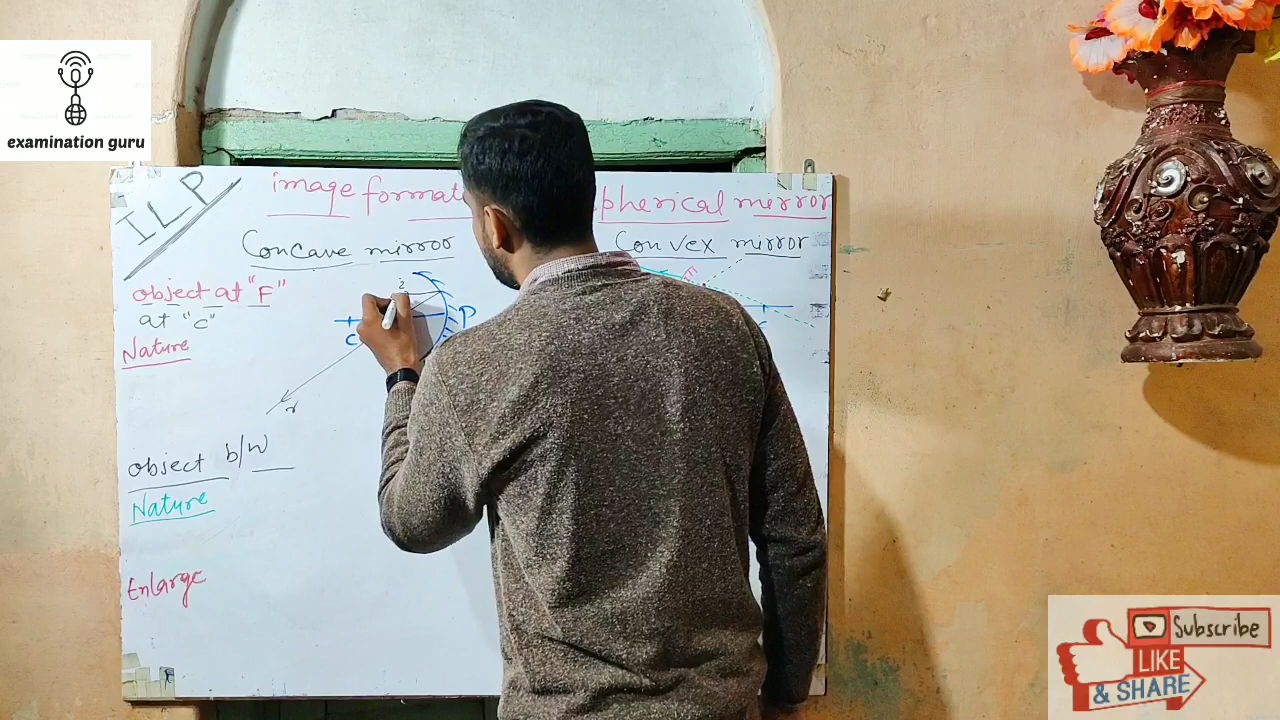 examination guru
ILP
image format pherical mirror
Concave mirror
Convex mirror
object at "F"
at "C"
Nature
2
C
P
r
C
object b/w
Nature
Enlarge
Subscribe
LIKE
& SHARE